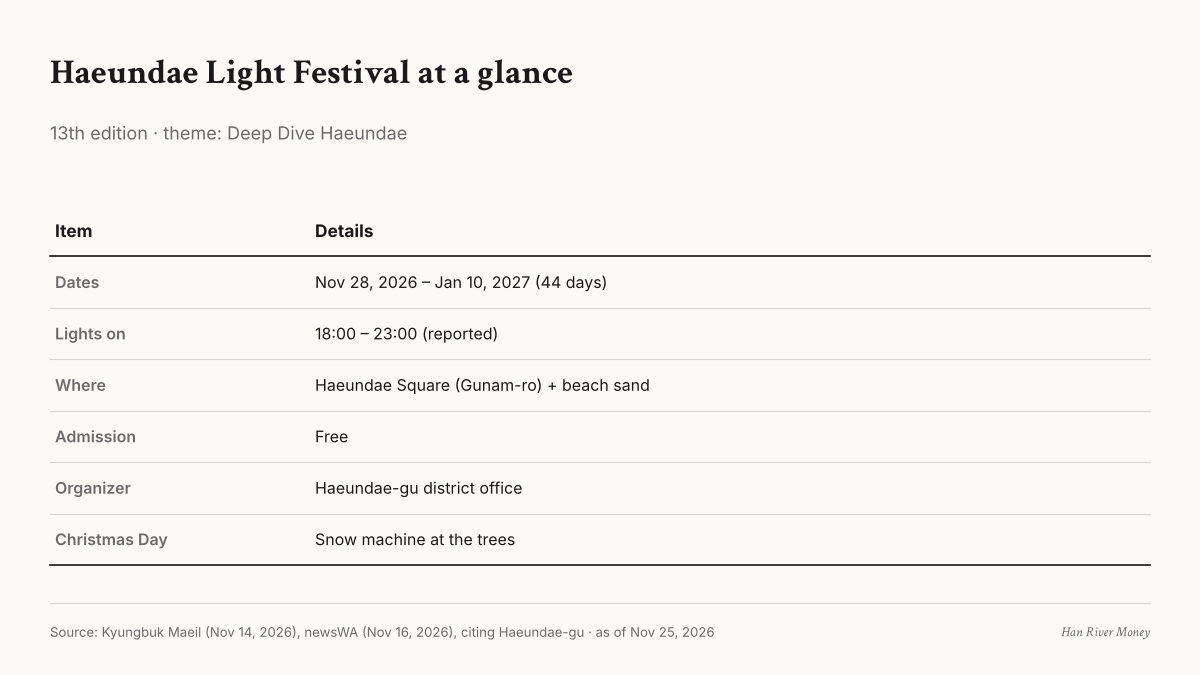 Haeundae Light Festival at a glance
13th edition · theme: Deep Dive Haeundae
Item Details
Dates Nov 28, 2026 – Jan 10, 2027 (44 days)
Lights on 18:00 – 23:00 (reported)
Where Haeundae Square (Gunam-ro) + beach sand
Admission Free
Organizer Haeundae-gu district office
Christmas Day Snow machine at the trees
Source: Kyungbuk Maeil (Nov 14, 2026), newsWA (Nov 16, 2026), citing Haeundae-gu · as of Nov 25, 2026 Han River Money